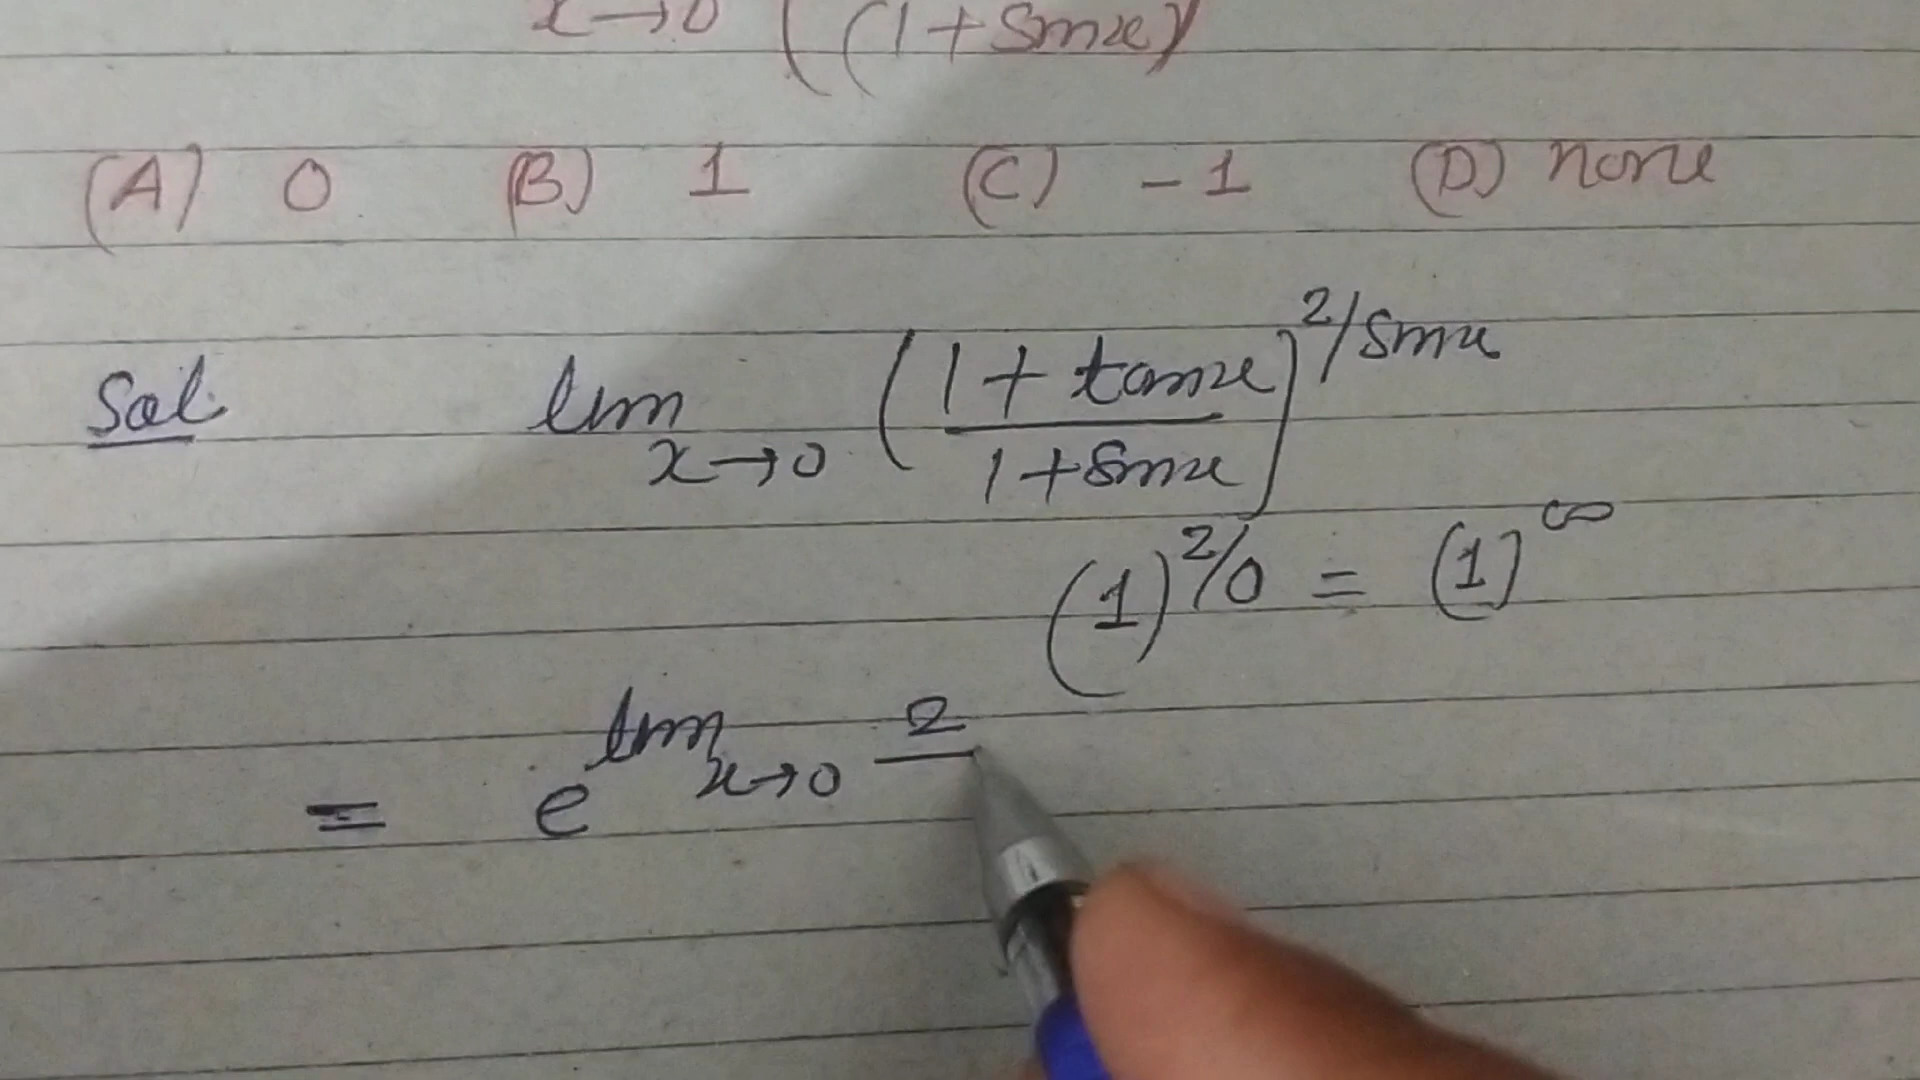 x→0 ((1+sinx)
(A) 0 (B) 1 (C) -1 (D) none
Sol. lim x→0 (1+tanx / 1+sinx)^2/sinx
(1)^2/0 = (1)^∞
= e^lim x→0 2/